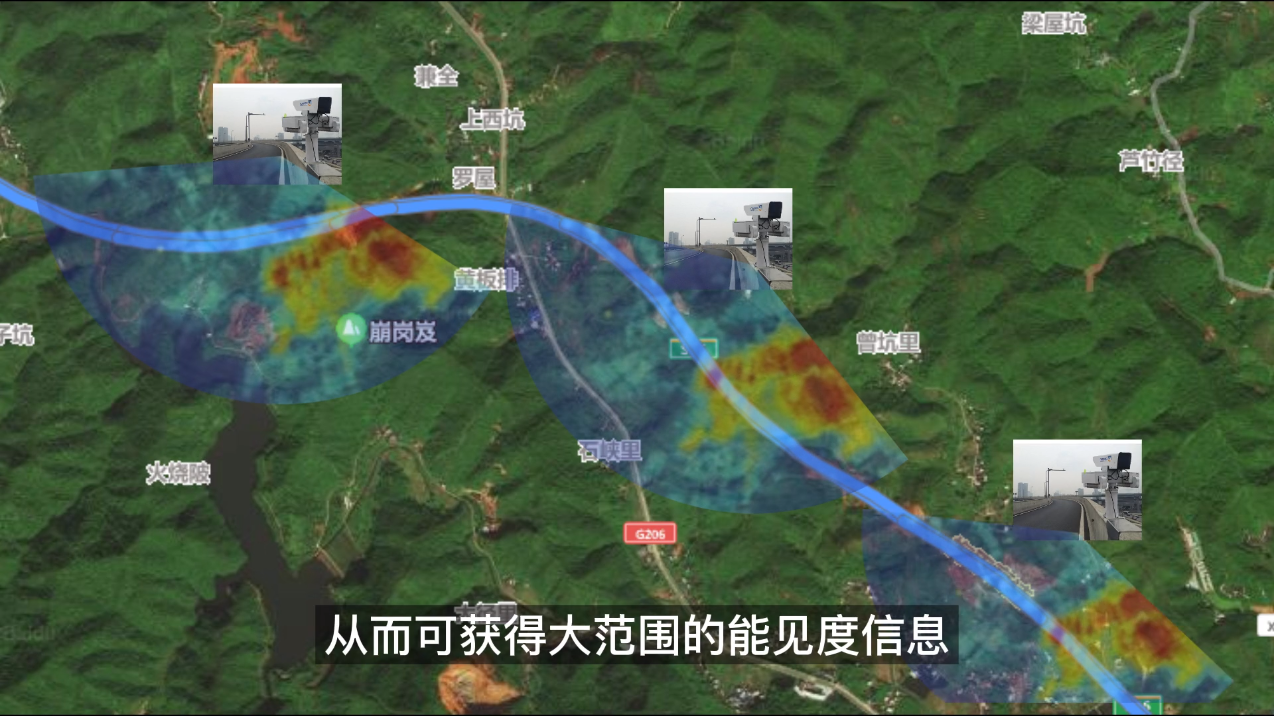 梁屋坑
兼全
上西坑
芦竹径
罗屋
黄板排
崩岗岌
子坑
曾坑里
石峡里
火烧陂
G206
从而可获得大范围的能见度信息